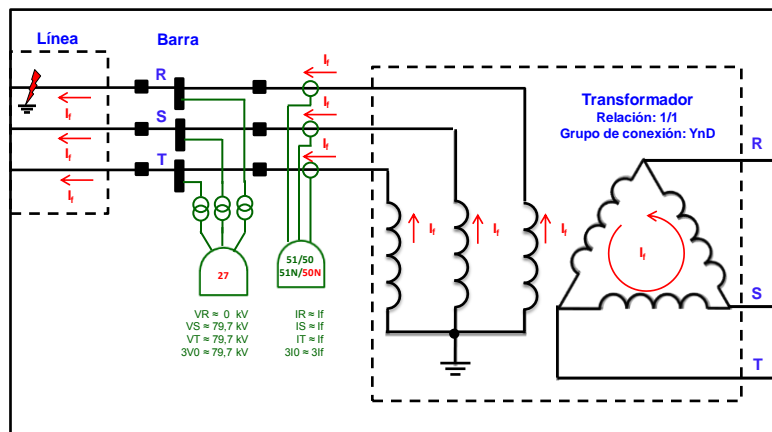 Línea
Barra
R
S
T
If
If
If
If
If
If
27
51/50
51N/50N
VR ≈ 0 kV
VS ≈ 79,7 kV
VT ≈ 79,7 kV
3V0 ≈ 79,7 kV
IR ≈ If
IS ≈ If
IT ≈ If
3I0 ≈ 3If
If
If
If
Transformador
Relación: 1/1
Grupo de conexión: YnD
If
R
S
T